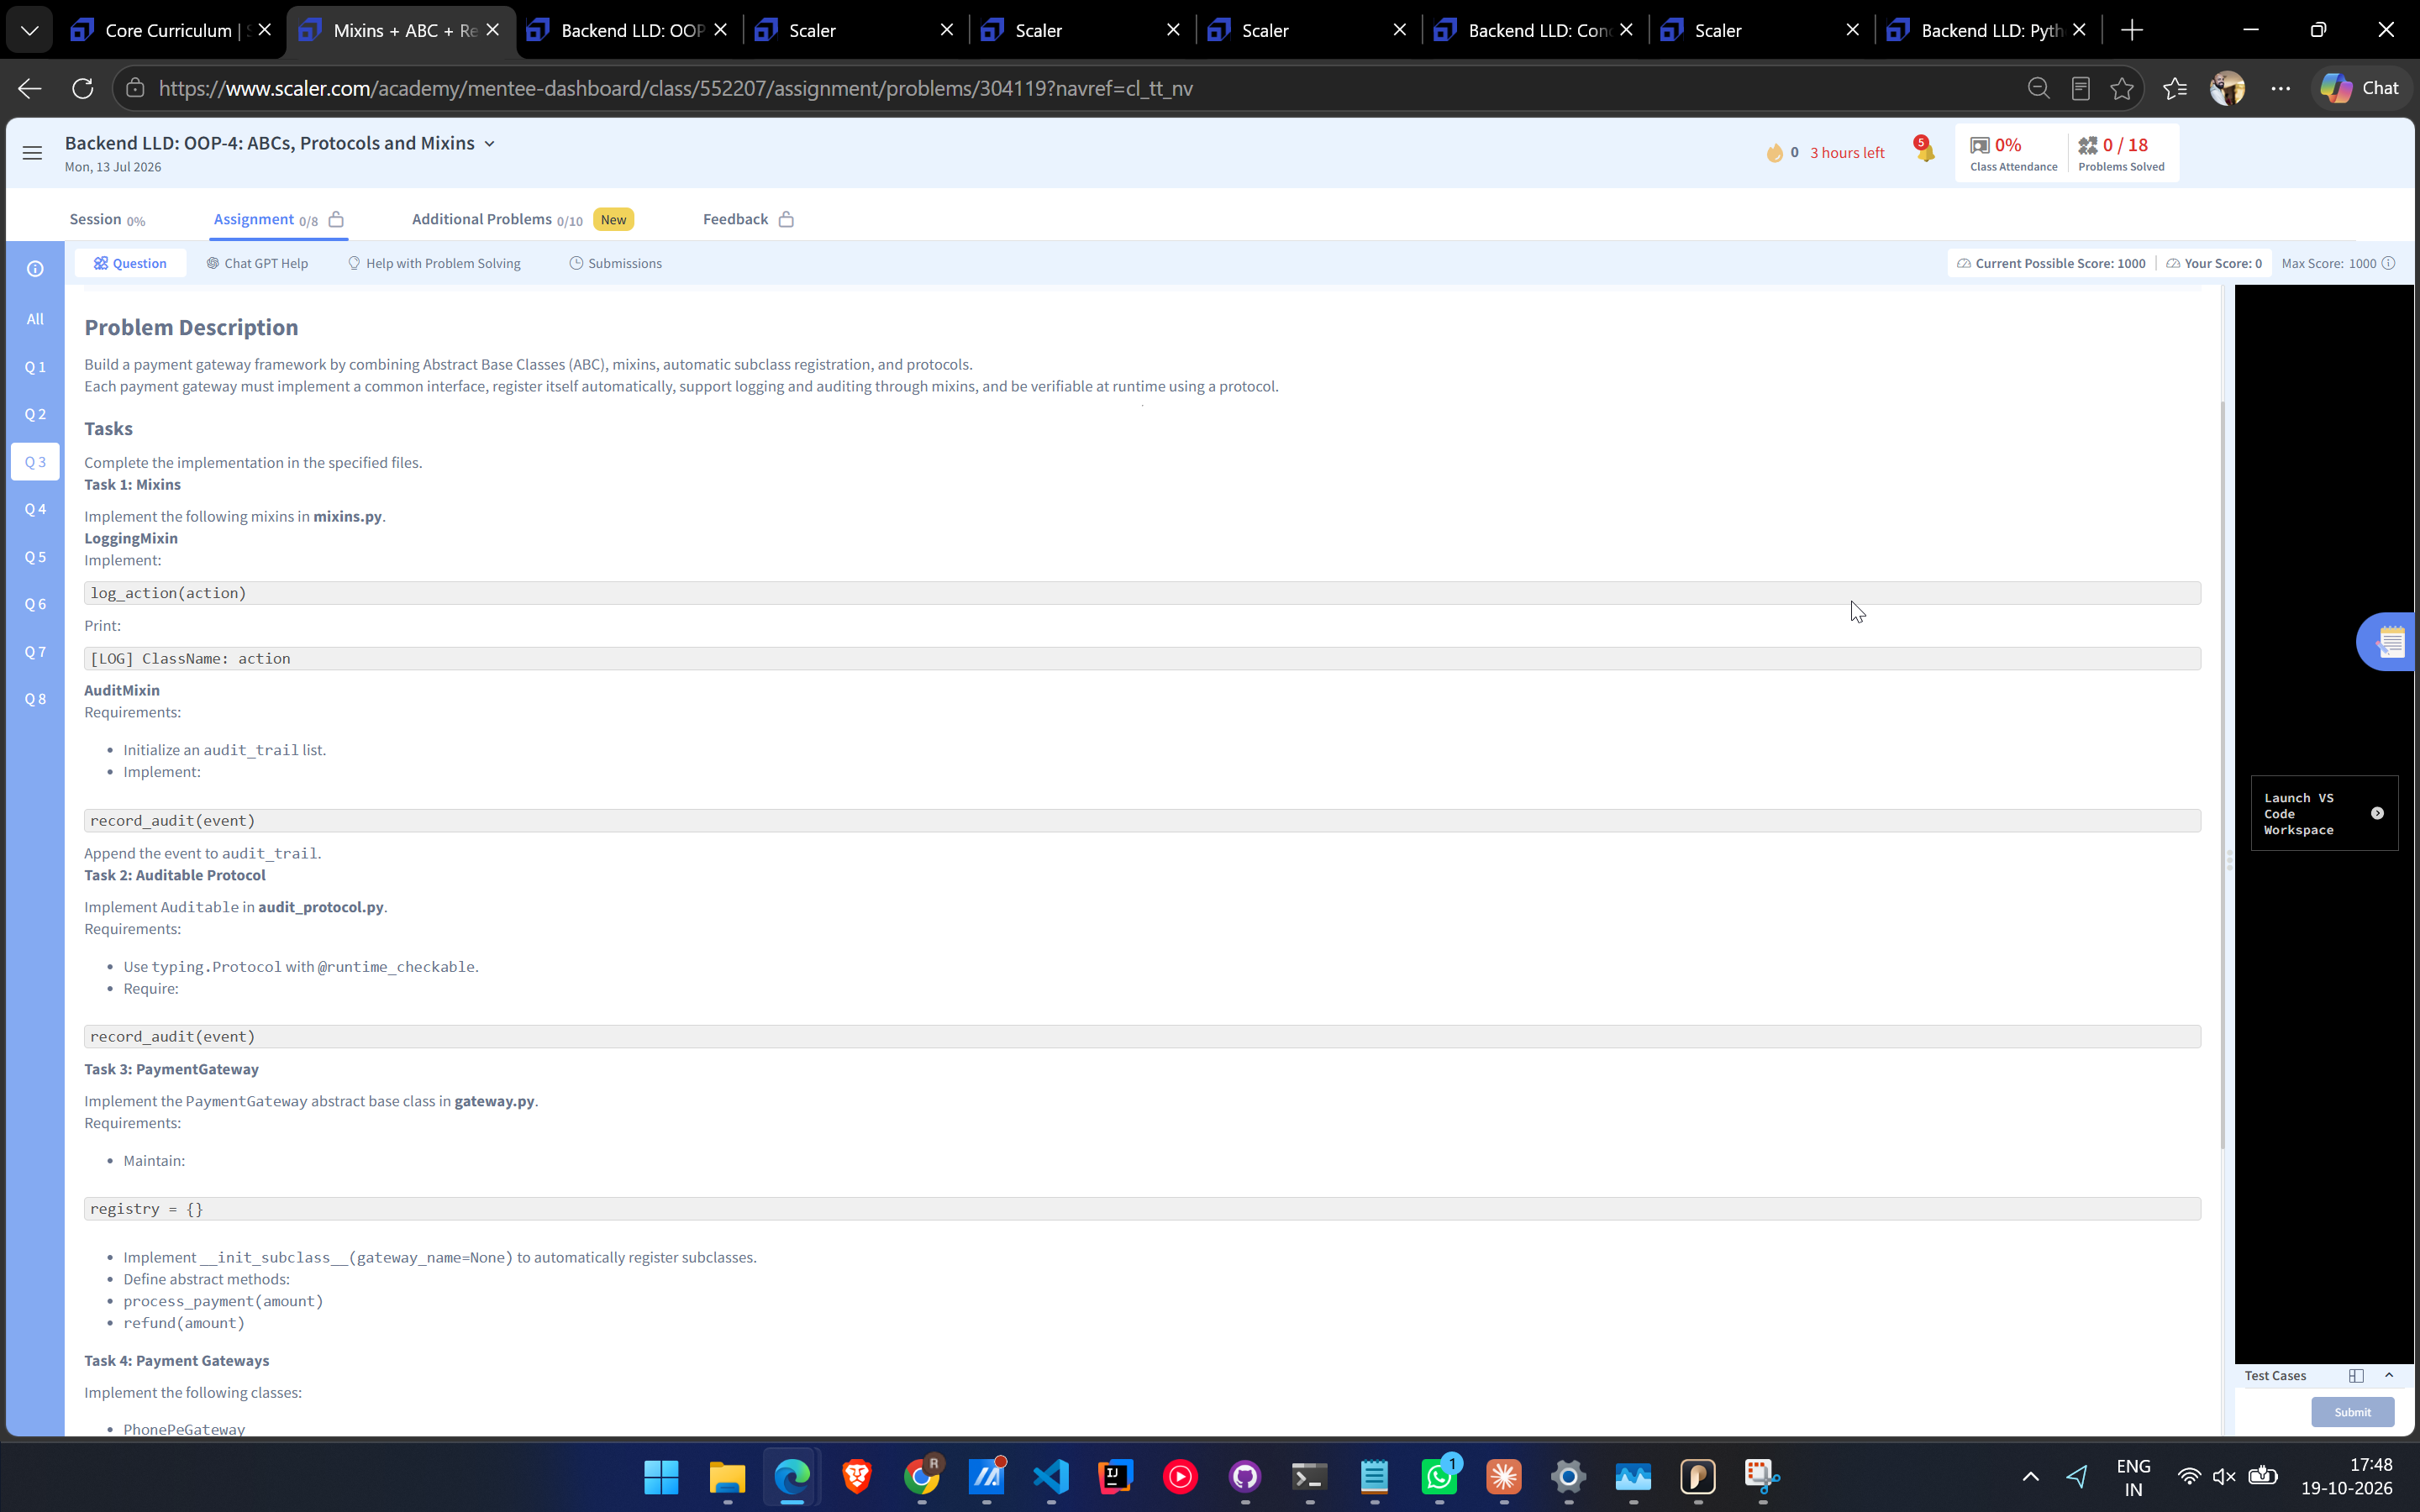 Core Curriculum |
Mixins + ABC + Re
Backend LLD: OOP
Scaler
Scaler
Scaler
Backend LLD: Con
Scaler
Backend LLD: Pyth
https://www.scaler.com/academy/mentee-dashboard/class/552207/assignment/problems/304119?navref=cl_tt_nv
Chat
Backend LLD: OOP-4: ABCs, Protocols and Mixins
Mon, 13 Jul 2026
0 3 hours left
5
0%
Class Attendance
0 / 18
Problems Solved
Session 0%
Assignment 0/8
Additional Problems 0/10 New
Feedback
Question
Chat GPT Help
Help with Problem Solving
Submissions
Current Possible Score: 1000
Your Score: 0
Max Score: 1000
All
Q 1
Q 2
Q 3
Q 4
Q 5
Q 6
Q 7
Q 8
Problem Description
Build a payment gateway framework by combining Abstract Base Classes (ABC), mixins, automatic subclass registration, and protocols.
Each payment gateway must implement a common interface, register itself automatically, support logging and auditing through mixins, and be verifiable at runtime using a protocol.
Tasks
Complete the implementation in the specified files.
Task 1: Mixins
Implement the following mixins in mixins.py.
LoggingMixin
Implement:
log_action(action)
Print:
[LOG] ClassName: action
AuditMixin
Requirements:
• Initialize an audit_trail list.
• Implement:
record_audit(event)
Append the event to audit_trail.
Task 2: Auditable Protocol
Implement Auditable in audit_protocol.py.
Requirements:
• Use typing.Protocol with @runtime_checkable.
• Require:
record_audit(event)
Task 3: PaymentGateway
Implement the PaymentGateway abstract base class in gateway.py.
Requirements:
• Maintain:
registry = {}
• Implement __init_subclass__(gateway_name=None) to automatically register subclasses.
• Define abstract methods:
• process_payment(amount)
• refund(amount)
Task 4: Payment Gateways
Implement the following classes:
• PhonePeGateway
Launch VS
Code
Workspace
Test Cases
Submit
R
1
ENG
IN
17:48
19-10-2026